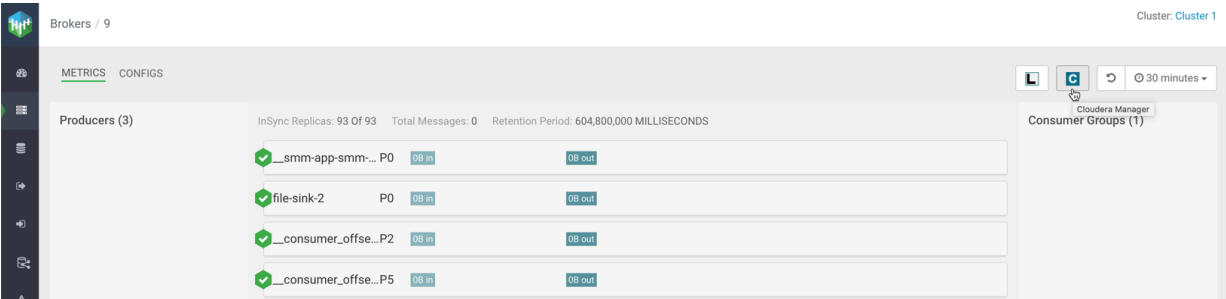 Brokers / 9
Cluster: Cluster 1
METRICS CONFIGS
L C 30 minutes
Cloudera Manager
Producers (3)
InSync Replicas: 93 Of 93 Total Messages: 0 Retention Period: 604,800,000 MILLISECONDS
Consumer Groups (1)
__smm-app-smm-... P0 0B in 0B out
file-sink-2 P0 0B in 0B out
__consumer_offse... P2 0B in 0B out
__consumer_offse... P5 0B in 0B out